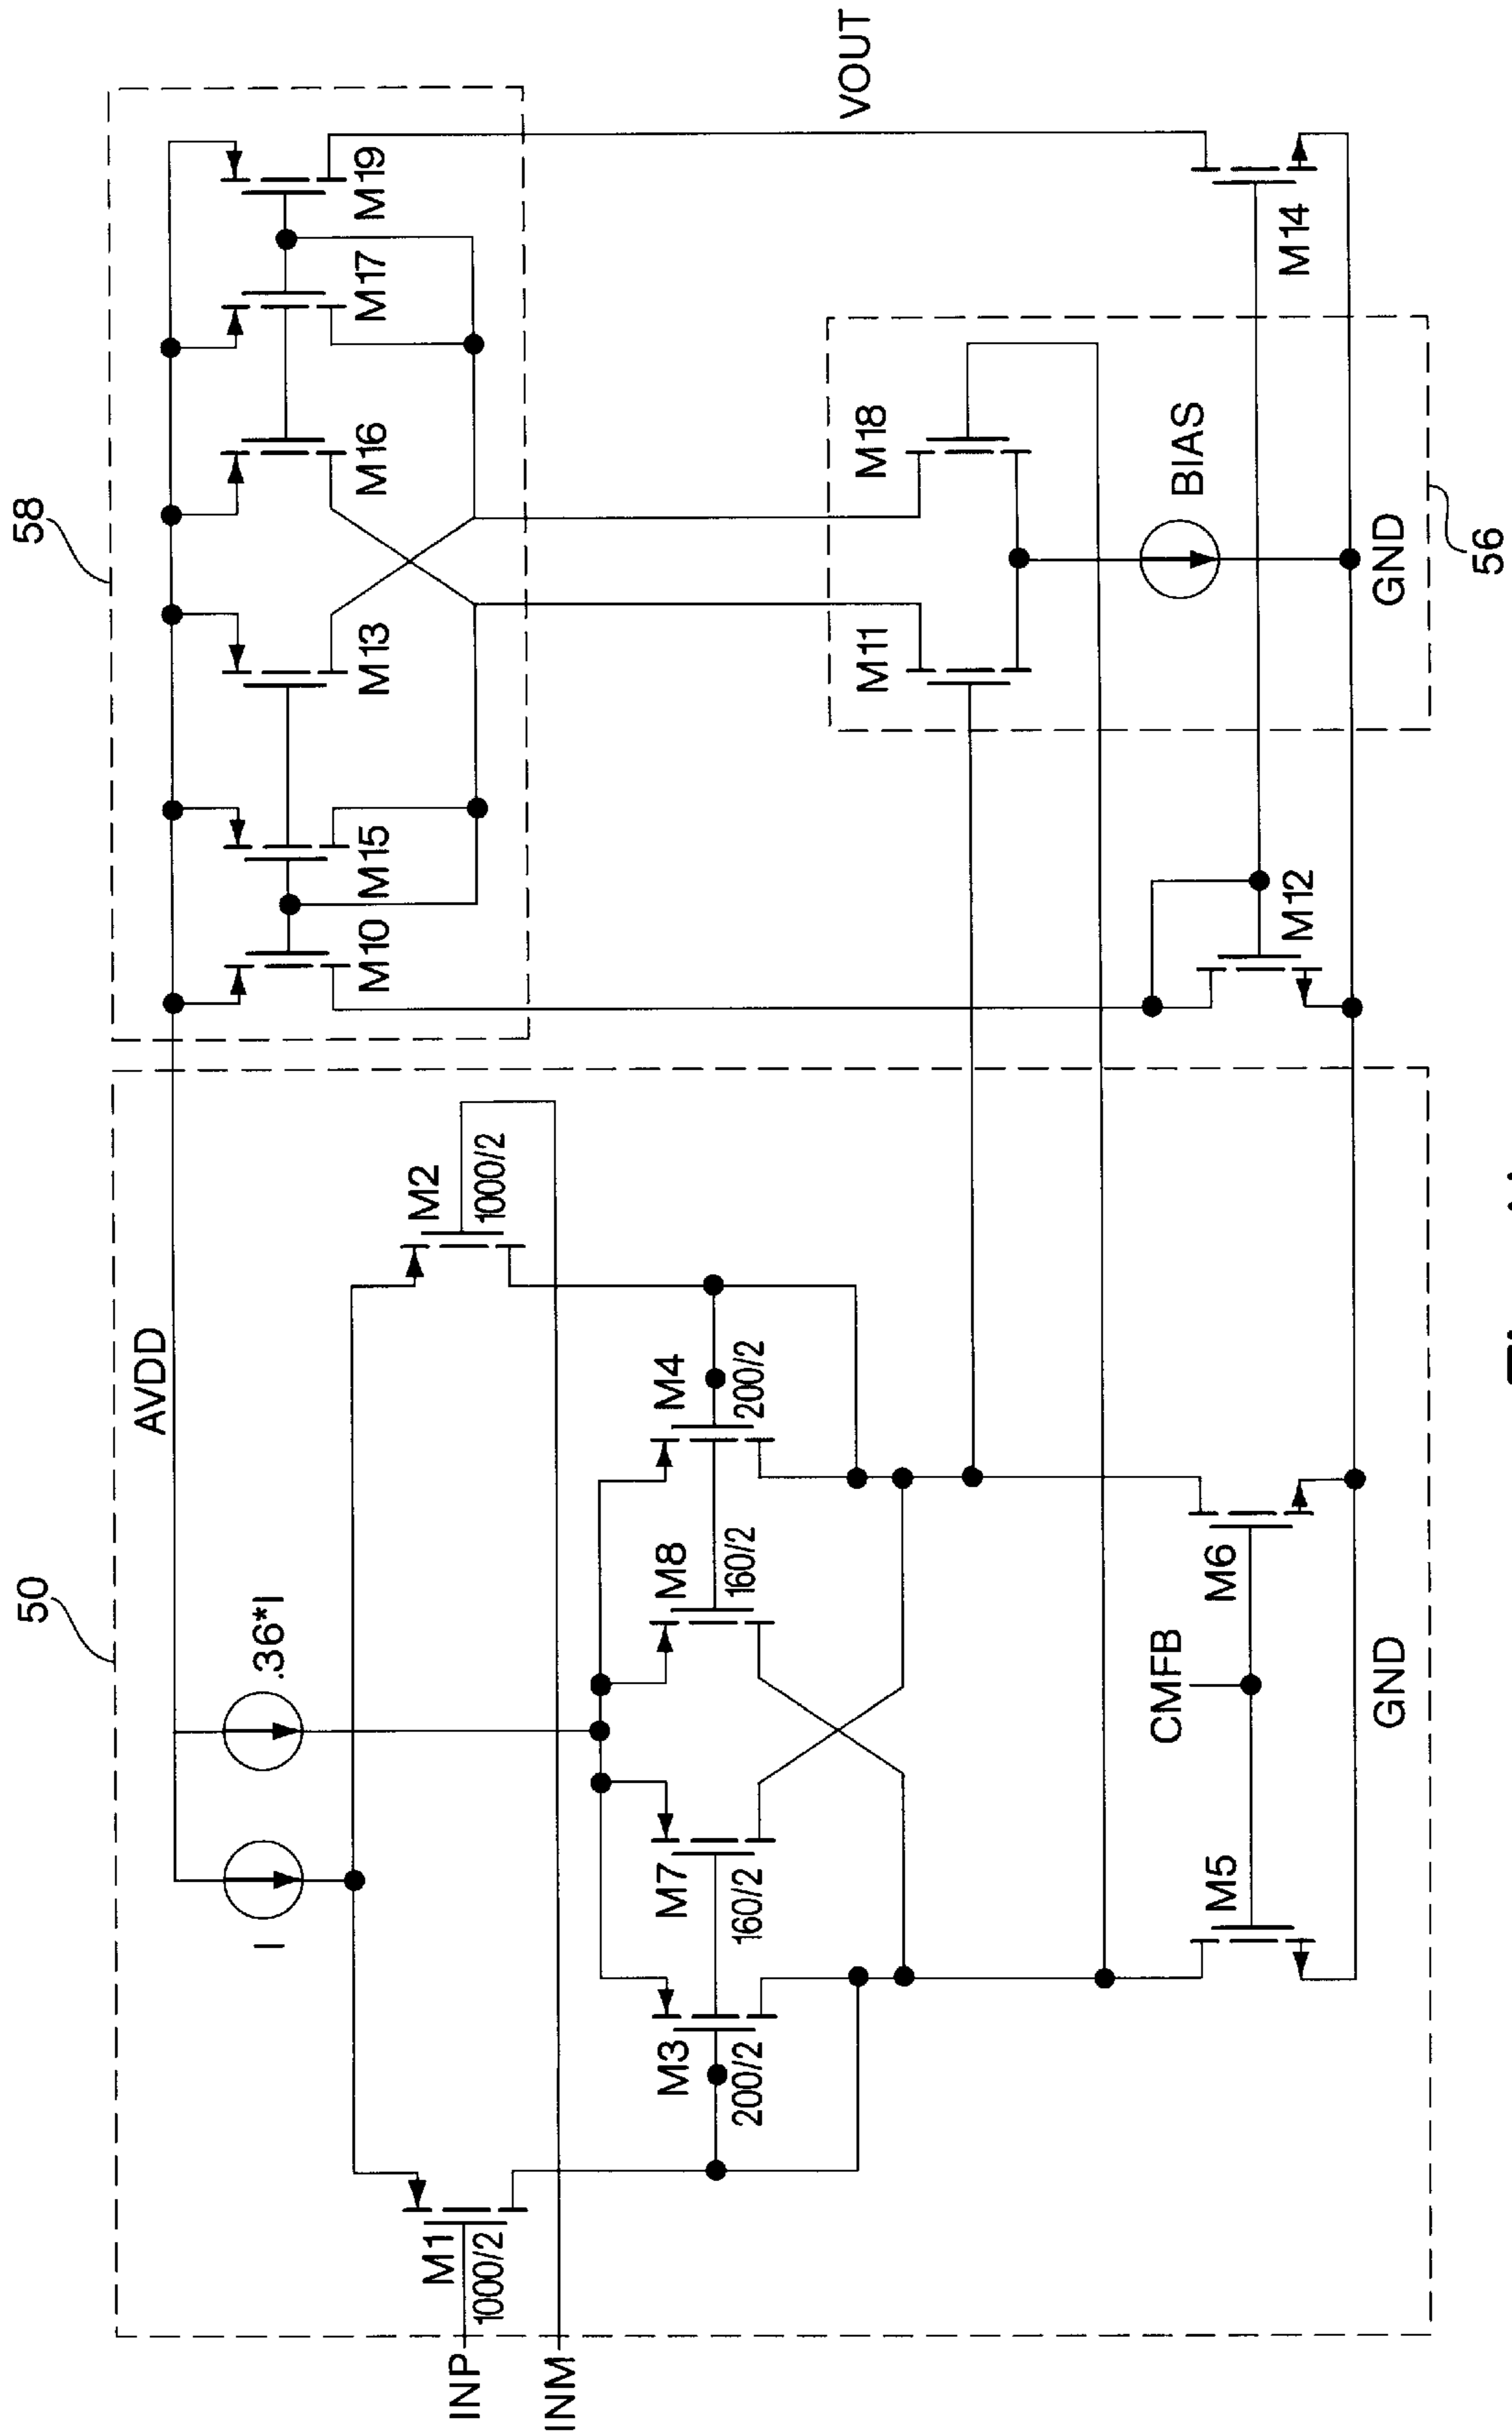 50
58
AVDD
I
.36*I
M10
M15
M13
M16
M17
M19
INP
M1
1000/2
INM
M2
1000/2
M3
200/2
M7
160/2
M8
160/2
M4
200/2
M11
M18
VOUT
M5
CMFB
M6
M12
BIAS
M14
GND
GND
56